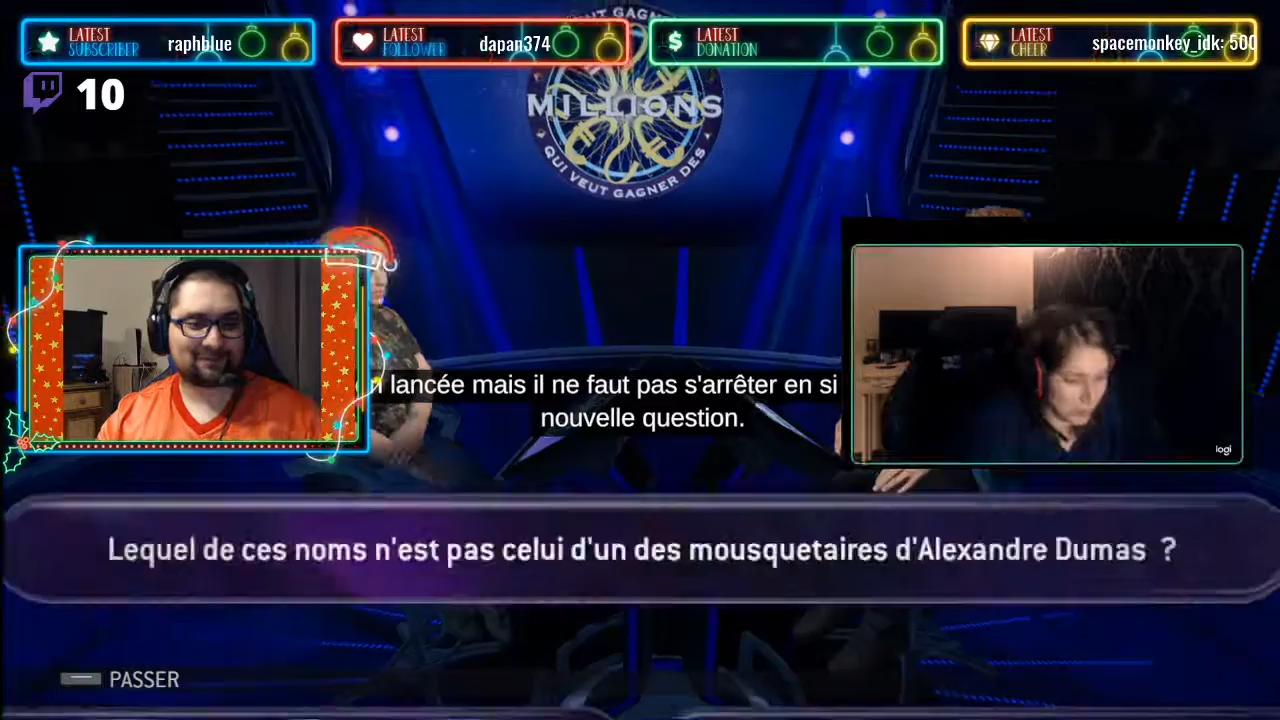 LATEST
SUBSCRIBER
raphblue
LATEST
FOLLOWER
dapan374
LATEST
DONATION
LATEST
CHEER
spacemonkey_idk: 500
10
VEUT GAGNER
MILLIONS
QUI VEUT GAGNER DES
n lancée mais il ne faut pas s'arrêter en si
nouvelle question.
logi
Lequel de ces noms n'est pas celui d'un des mousquetaires d'Alexandre Dumas ?
PASSER